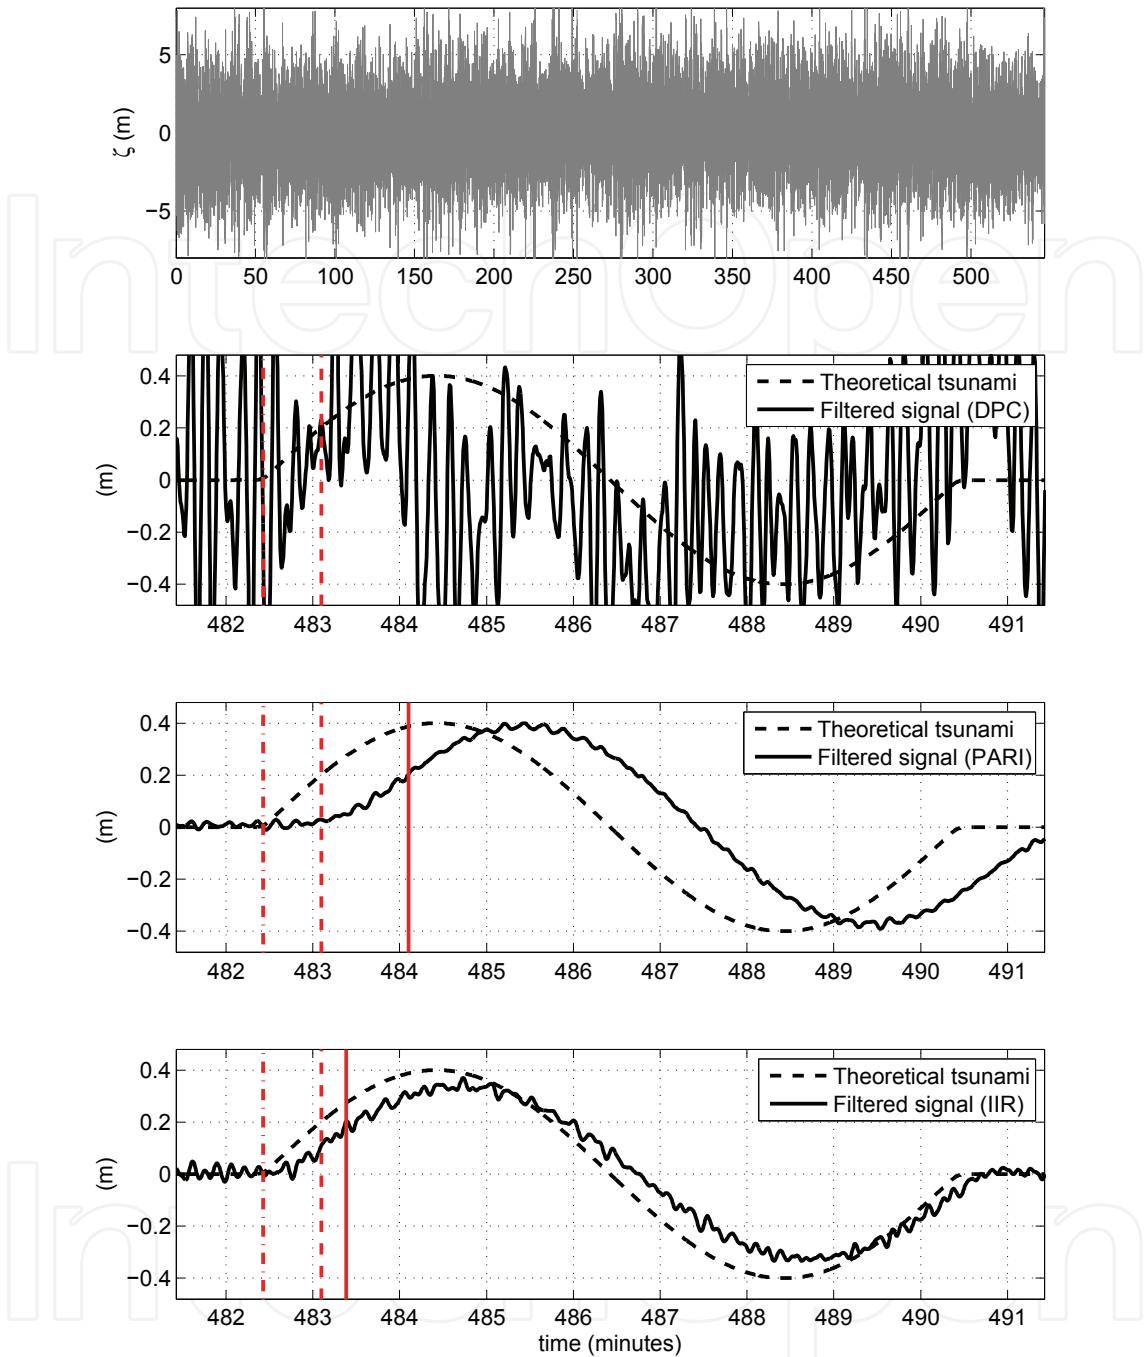 ζ (m)
5
0
−5
0 50 100 150 200 250 300 350 400 450 500
IntechOpen
(m)
0.4
0.2
0
−0.2
−0.4
Theoretical tsunami
Filtered signal (DPC)
482 483 484 485 486 487 488 489 490 491
(m)
0.4
0.2
0
−0.2
−0.4
Theoretical tsunami
Filtered signal (PARI)
482 483 484 485 486 487 488 489 490 491
(m)
0.4
0.2
0
−0.2
−0.4
Theoretical tsunami
Filtered signal (IIR)
482 483 484 485 486 487 488 489 490 491
time (minutes)